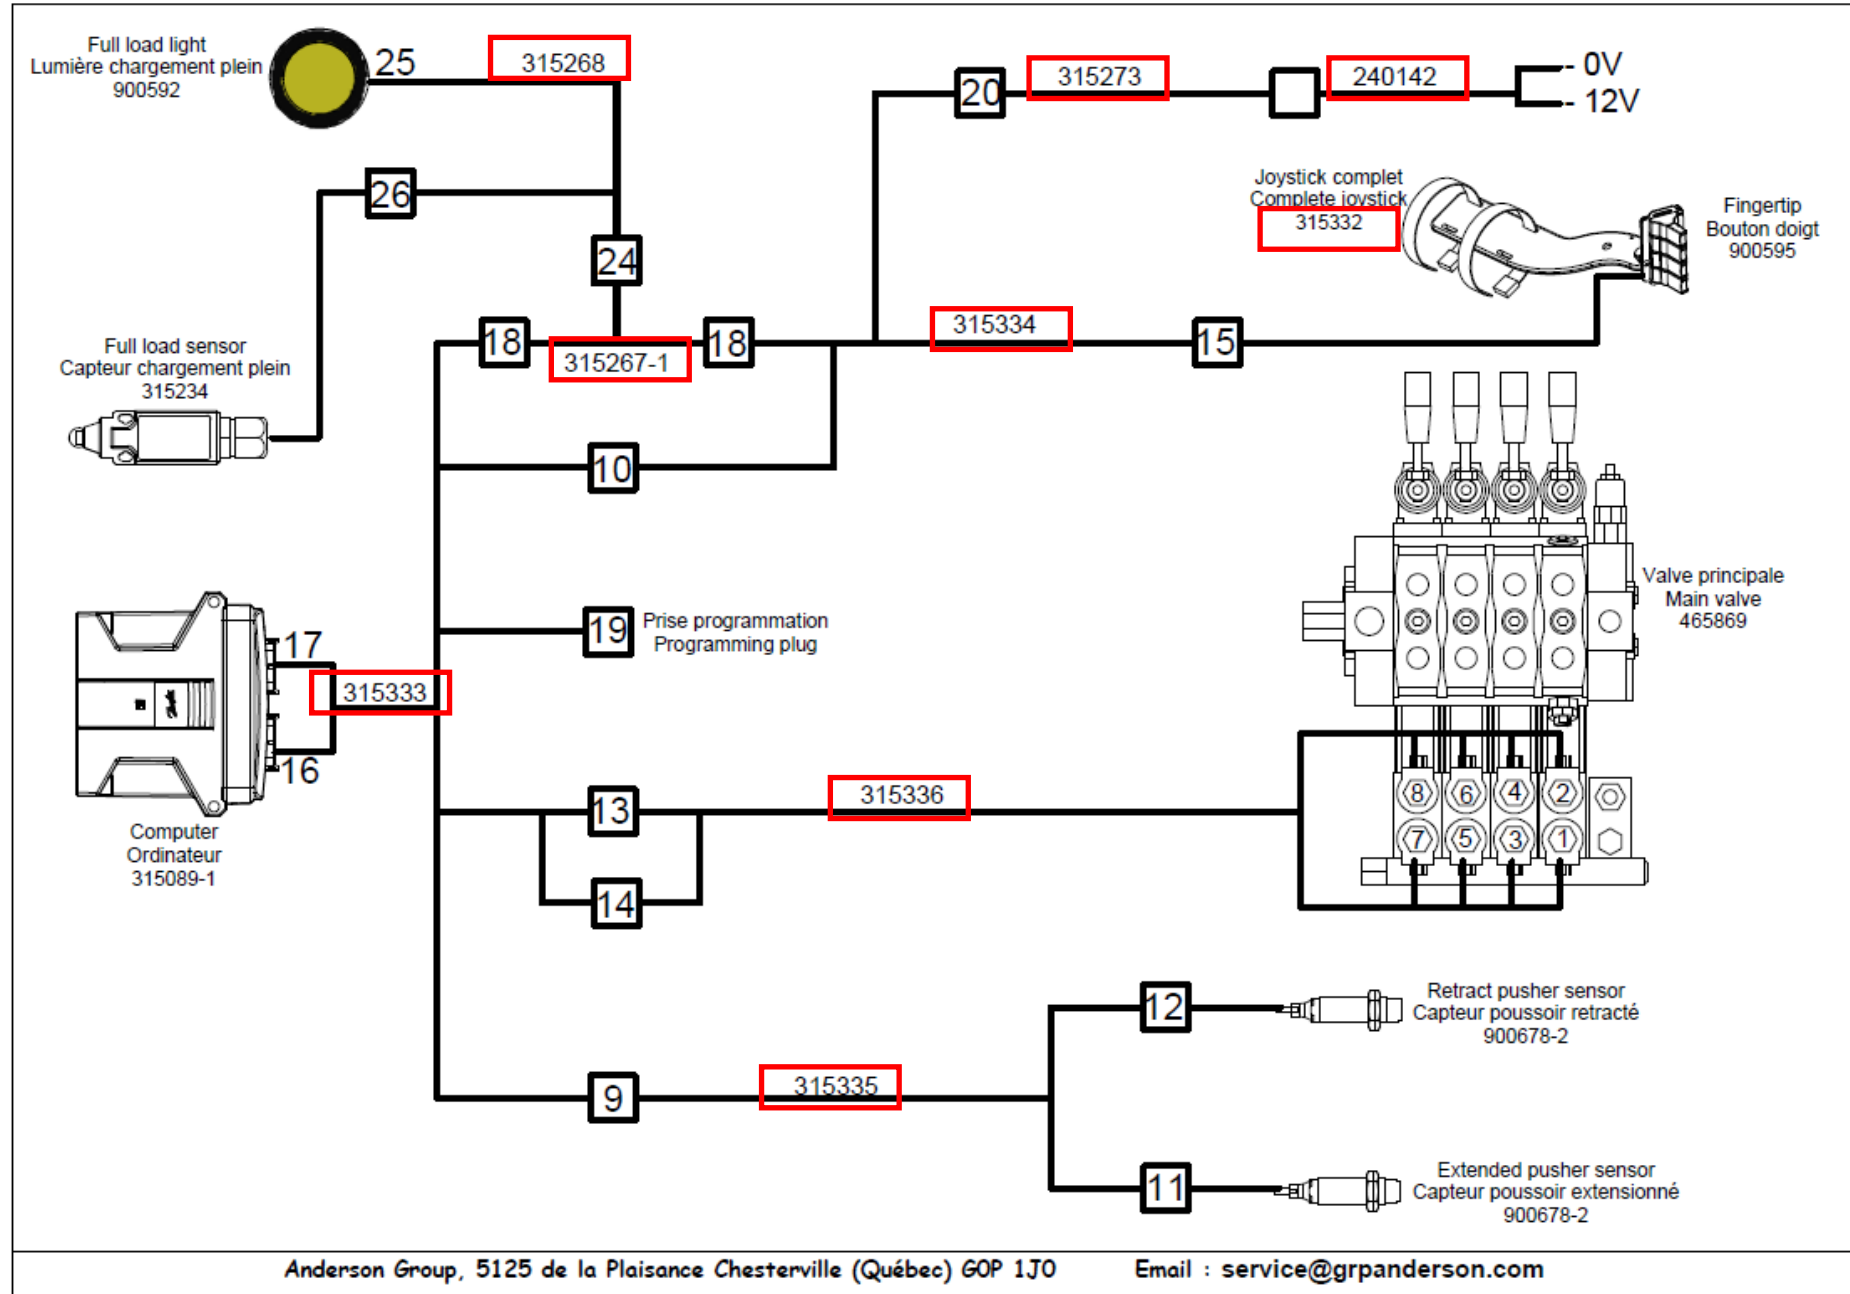 Full load light
Lumière chargement plein
900592
25
315268
20
315273
240142
- 0V
- 12V
26
Joystick complet
Complete joystick
315332
Fingertip
Bouton doigt
900595
24
18
315267-1
18
315334
15
Full load sensor
Capteur chargement plein
315234
10
Valve principale
Main valve
465869
19
Prise programmation
Programming plug
17
315333
16
Computer
Ordinateur
315089-1
13
315336
14
8 6 4 2
7 5 3 1
12
Retract pusher sensor
Capteur poussoir retracté
900678-2
9
315335
11
Extended pusher sensor
Capteur poussoir extensionné
900678-2
Anderson Group, 5125 de la Plaisance Chesterville (Québec) G0P 1J0 Email : service@grpanderson.com